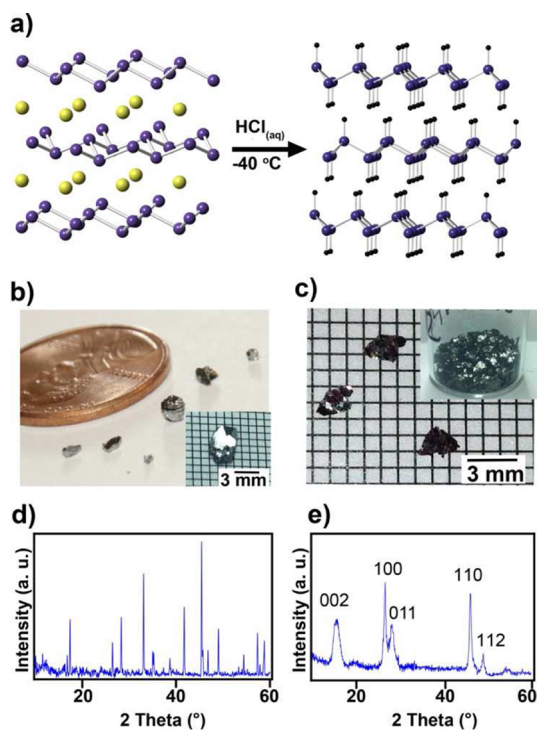 a)
HCl(aq)
-40 °C
b)
c)
3 mm
3 mm
d)
e)
Intensity (a. u.)
20
40
60
2 Theta (°)
Intensity (a. u.)
002
100
011
110
112
20
40
60
2 Theta (°)